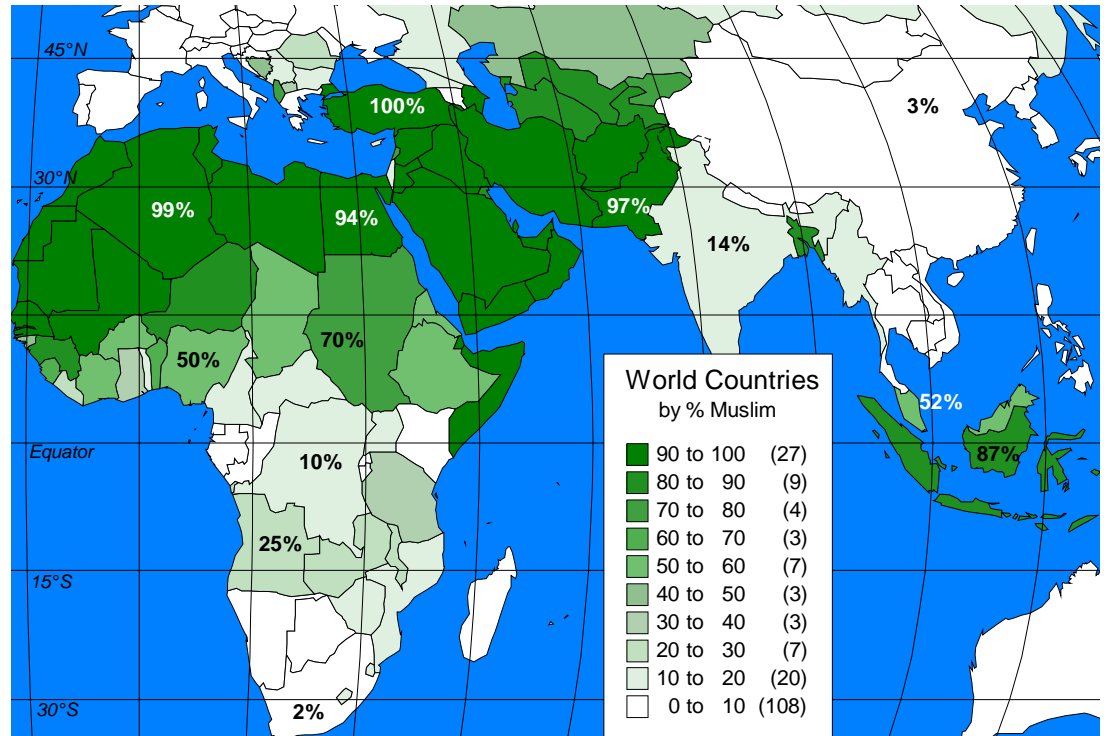 45°N
100%
3%
30°N
99%
94%
97%
14%
70%
50%
52%
Equator
10%
87%
25%
15°S
30°S
2%
World Countries
by % Muslim
90 to 100 (27)
80 to 90 (9)
70 to 80 (4)
60 to 70 (3)
50 to 60 (7)
40 to 50 (3)
30 to 40 (3)
20 to 30 (7)
10 to 20 (20)
0 to 10 (108)